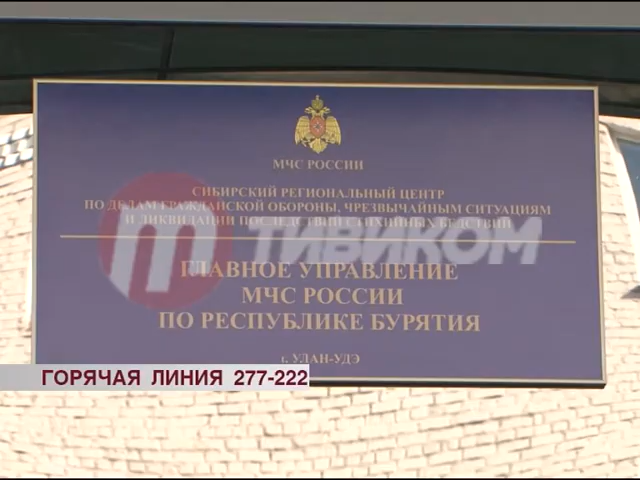 МЧС РОССИИ
СИБИРСКИЙ РЕГИОНАЛЬНЫЙ ЦЕНТР
ПО ДЕЛАМ ГРАЖДАНСКОЙ ОБОРОНЫ, ЧРЕЗВЫЧАЙНЫМ СИТУАЦИЯМ
И ЛИКВИДАЦИИ ПОСЛЕДСТВИЙ СТИХИЙНЫХ БЕДСТВИЙ
ТИВИКОМ
ГЛАВНОЕ УПРАВЛЕНИЕ
МЧС РОССИИ
ПО РЕСПУБЛИКЕ БУРЯТИЯ
г. УЛАН-УДЭ
ГОРЯЧАЯ ЛИНИЯ 277-222